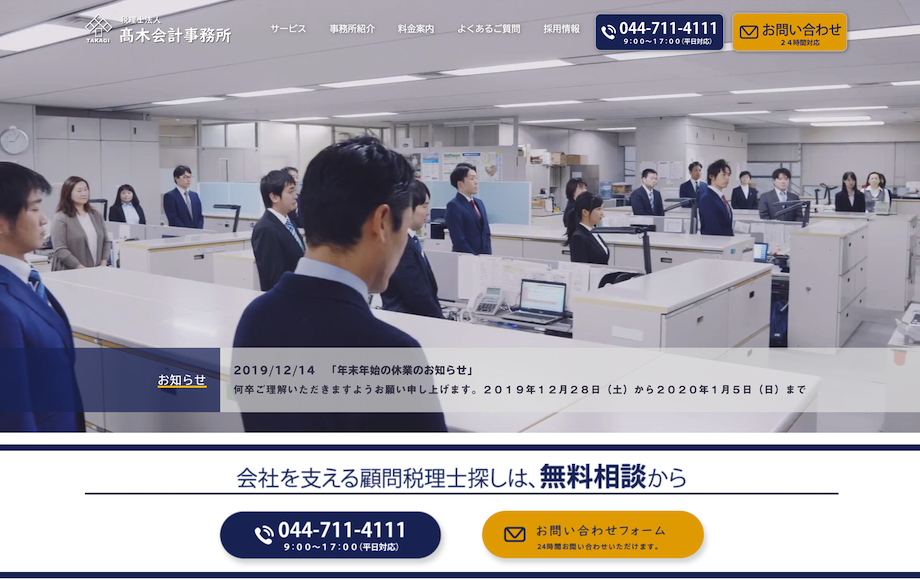 税理士法人
髙木会計事務所
TAKAGI
サービス
事務所紹介
料金案内
よくあるご質問
採用情報
044-711-4111
9:00〜17:00(平日対応)
お問い合わせ
24時間対応
お知らせ
2019/12/14 「年末年始の休業のお知らせ」
何卒ご理解いただきますようお願い申し上げます。2019年12月28日（土）から2020年1月5日（日）まで
会社を支える顧問税理士探しは、無料相談から
044-711-4111
9:00〜17:00(平日対応)
お問い合わせフォーム
24時間お問い合わせいただけます。